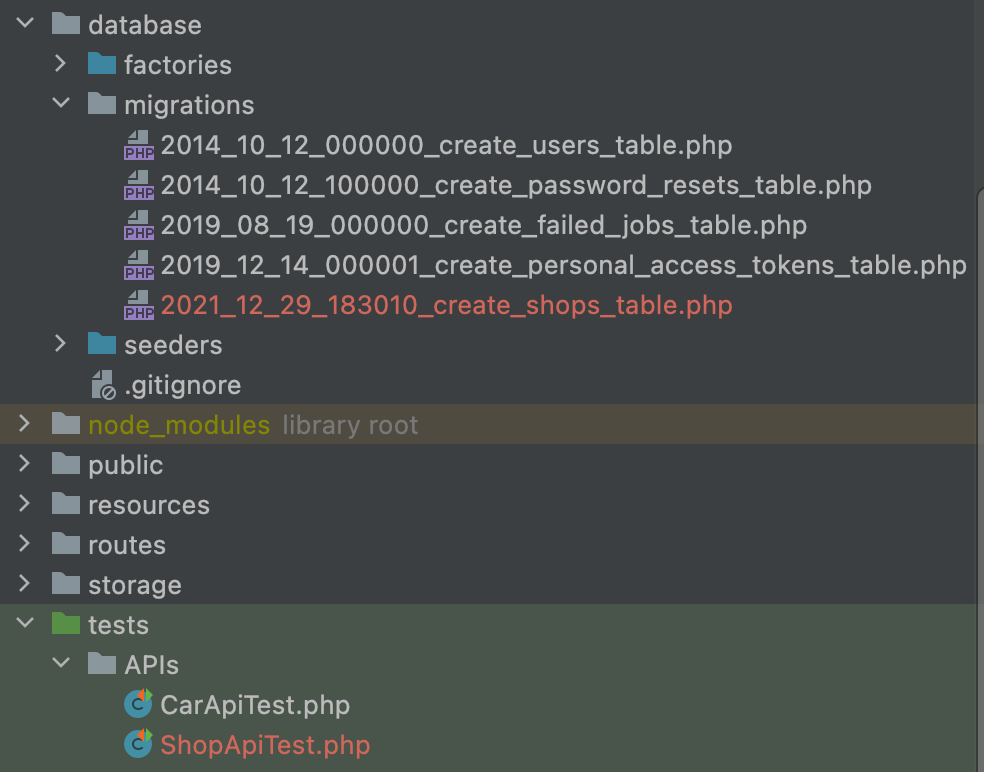 database
factories
migrations
PHP 2014_10_12_000000_create_users_table.php
PHP 2014_10_12_100000_create_password_resets_table.php
PHP 2019_08_19_000000_create_failed_jobs_table.php
PHP 2019_12_14_000001_create_personal_access_tokens_table.php
PHP 2021_12_29_183010_create_shops_table.php
seeders
.gitignore
node_modules library root
public
resources
routes
storage
tests
APIs
C CarApiTest.php
C ShopApiTest.php